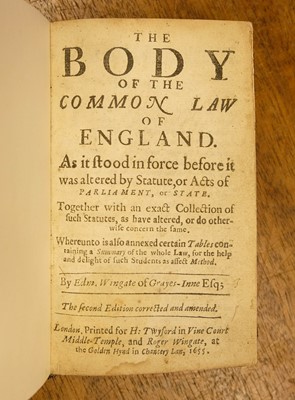 THE
BODY
OF THE
COMMON LAW
OF
ENGLAND.
As it stood in force before it
was altered by Statute, or Acts of
PARLIAMENT, or STATE.
Together with an exact Collection of
such Statutes, as have altered, or do other-
wise concern the same.
Whereunto is also annexed certain Tables con-
taining a Summary of the whole Law, for the help
and delight of such Students as affect Method.
By Edm. Wingate of Grayes-Inne Esq;
The second Edition corrected and amended.
London, Printed for H: Twyford in Vine Court
Middle-Temple, and Roger Wingate, at
the Golden Hynd in Chancery Lane, 1655.